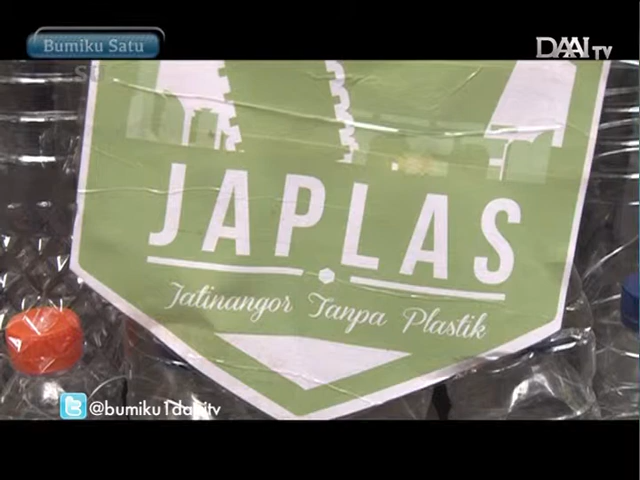 Bumiku Satu
DAAI TV
JAPLAS
Jatinangor Tanpa Plastik
@bumiku1daaitv